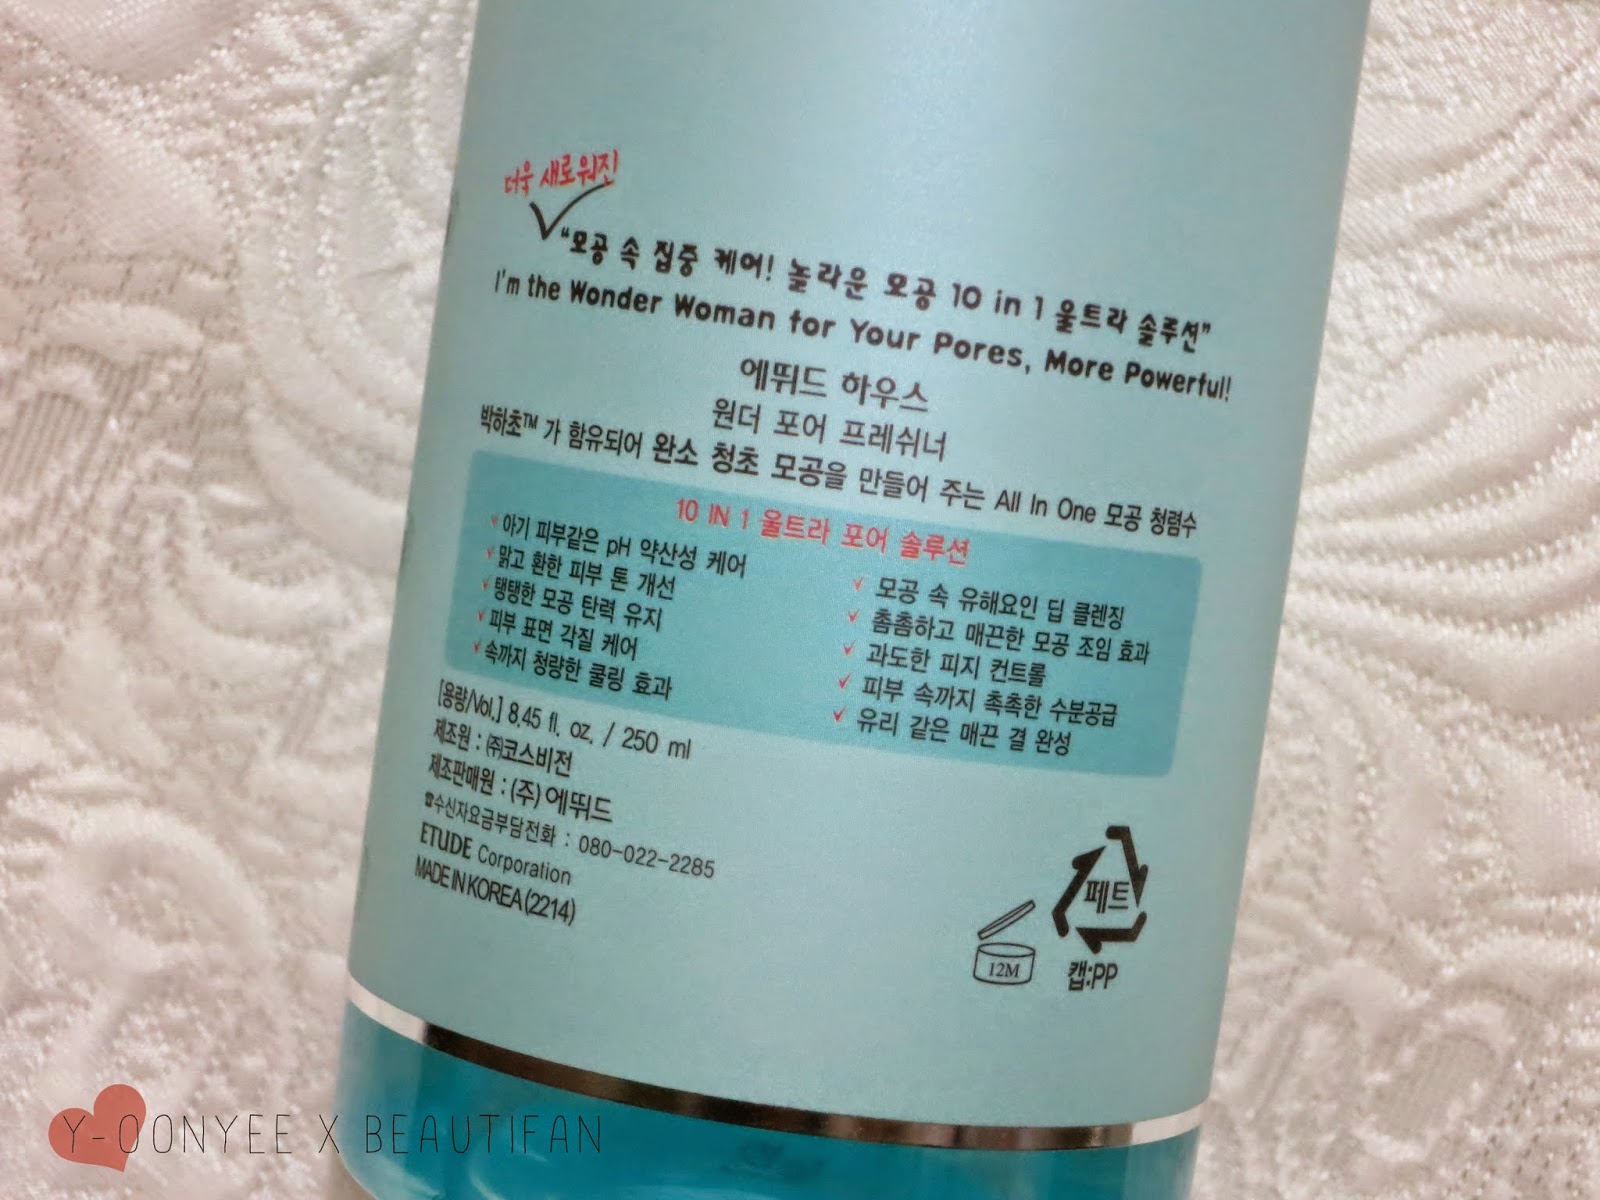 더욱 새로워진
"모공 속 집중 케어! 놀라운 모공 10 in 1 울트라 솔루션"
I'm the Wonder Woman for Your Pores, More Powerful!
에뛰드 하우스
원더 포어 프레쉬너
박하초™ 가 함유되어 완소 청초 모공을 만들어 주는 All In One 모공 청렴수
10 IN 1 울트라 포어 솔루션
아기 피부같은 pH 약산성 케어
맑고 환한 피부 톤 개선
탱탱한 모공 탄력 유지
피부 표면 각질 케어
속까지 청량한 쿨링 효과
모공 속 유해요인 딥 클렌징
촘촘하고 매끈한 모공 조임 효과
과도한 피지 컨트롤
피부 속까지 촉촉한 수분공급
유리 같은 매끈 결 완성
[용량/Vol.] 8.45 fl. oz. / 250 ml
제조원 : ㈜코스비전
제조판매원 : (주) 에뛰드
☎수신자요금부담전화 : 080-022-2285
ETUDE Corporation
MADE IN KOREA (2214)
12M
페트
캡:PP
Y-OONYEE X BEAUTIFAN